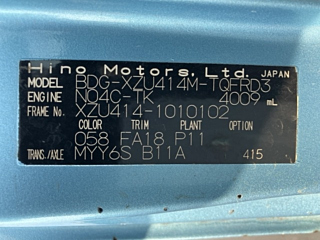 Hino Motors, Ltd. JAPAN
MODEL BDG-XZU414M-TQFRD3
ENGINE NO4C-TK 4009 mL
FRAME No. XZU414-1010102
COLOR TRIM PLANT OPTION
058 FA18 P11
TRANS./AXLE MYY6S B11A 415